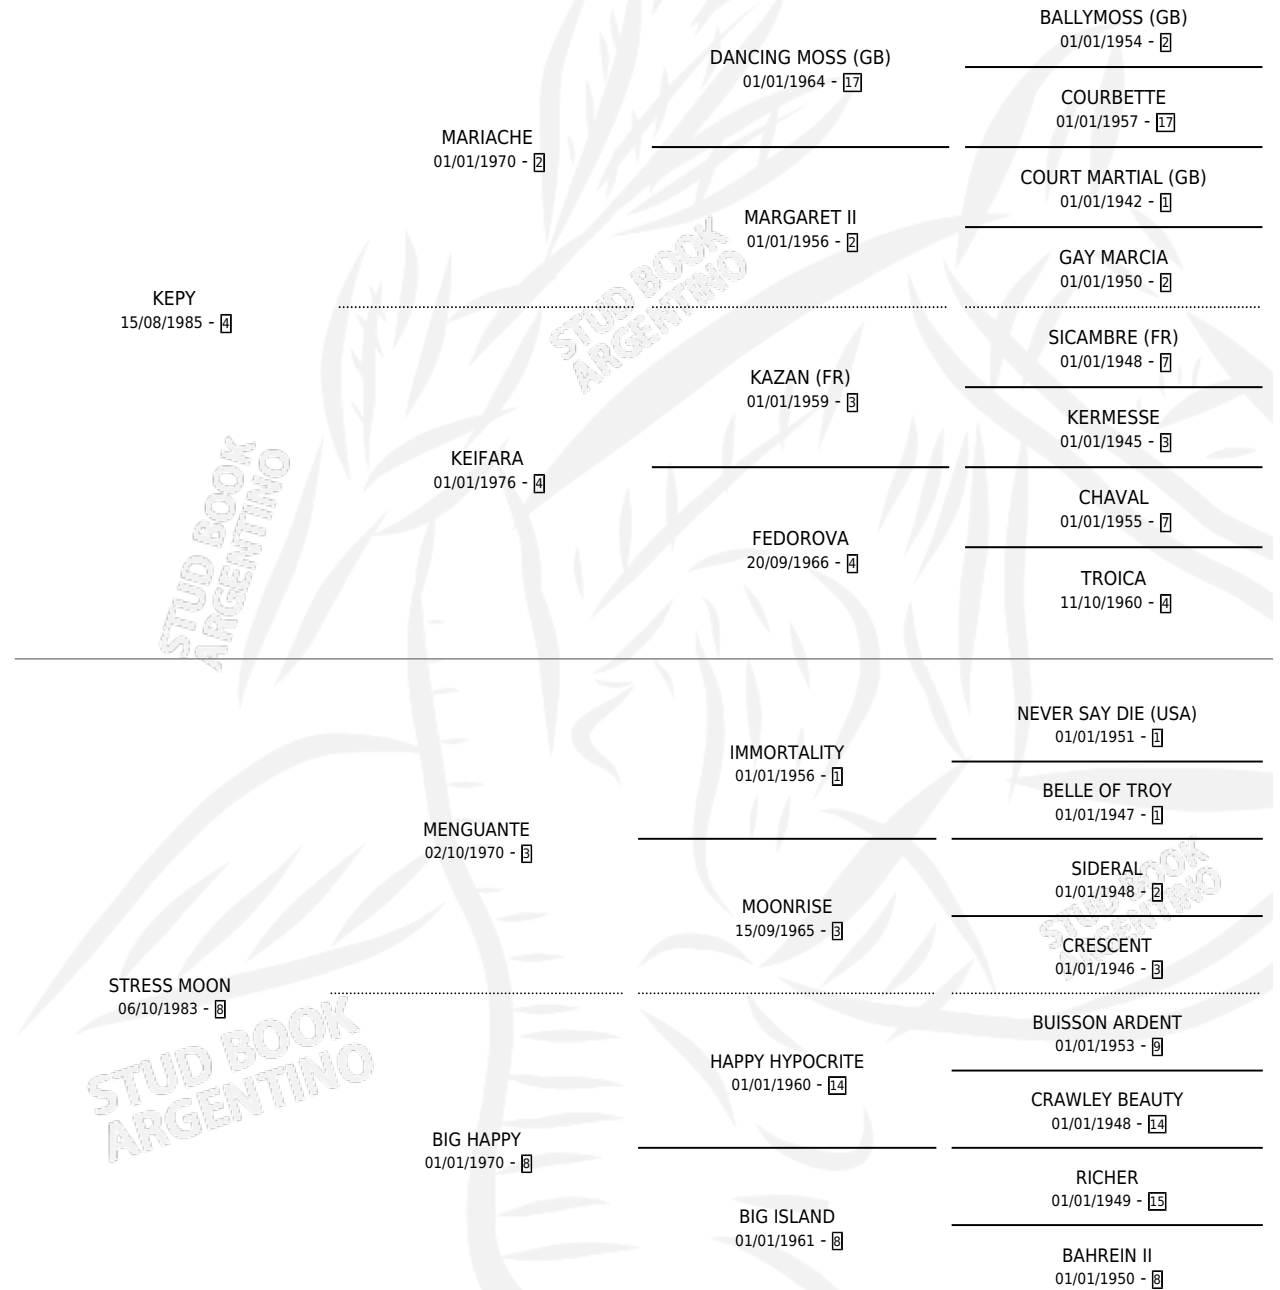 BALLYMOSS (GB)
01/01/1954 - 2
DANCING MOSS (GB)
01/01/1964 - 17
COURBETTE
01/01/1957 - 17
MARIACHE
01/01/1970 - 2
COURT MARTIAL (GB)
01/01/1942 - 1
MARGARET II
01/01/1956 - 2
GAY MARCIA
01/01/1950 - 2
KEPY
15/08/1985 - 4
SICAMBRE (FR)
01/01/1948 - 7
KAZAN (FR)
01/01/1959 - 3
KERMESSE
01/01/1945 - 3
KEIFARA
01/01/1976 - 4
CHAVAL
01/01/1955 - 7
FEDOROVA
20/09/1966 - 4
TROICA
11/10/1960 - 4
NEVER SAY DIE (USA)
01/01/1951 - 1
IMMORTALITY
01/01/1956 - 1
BELLE OF TROY
01/01/1947 - 1
MENGUANTE
02/10/1970 - 3
SIDERAL
01/01/1948 - 2
MOONRISE
15/09/1965 - 3
CRESCENT
01/01/1946 - 3
STRESS MOON
06/10/1983 - 8
BUISSON ARDENT
01/01/1953 - 9
HAPPY HYPOCRITE
01/01/1960 - 14
CRAWLEY BEAUTY
01/01/1948 - 14
BIG HAPPY
01/01/1970 - 8
RICHER
01/01/1949 - 15
BIG ISLAND
01/01/1961 - 8
BAHREIN II
01/01/1950 - 8
STUD BOOK
ARGENTINO
STUD BOOK
ARGENTINO
STUD BOOK
ARGENTINO
STUD BOOK
ARGENTINO